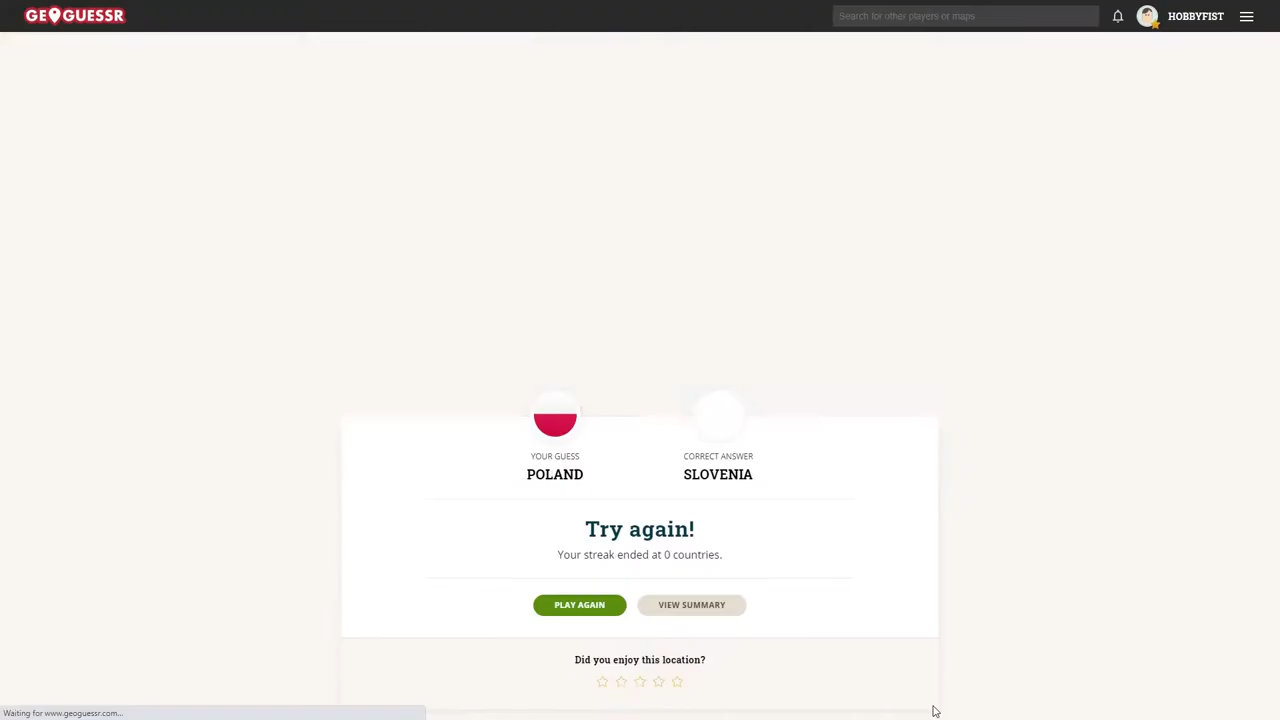 GEOGUESSR
Search for other players or maps
HOBBYFIST
YOUR GUESS
POLAND
CORRECT ANSWER
SLOVENIA
Try again!
Your streak ended at 0 countries.
PLAY AGAIN
VIEW SUMMARY
Did you enjoy this location?
Waiting for www.geoguessr.com...